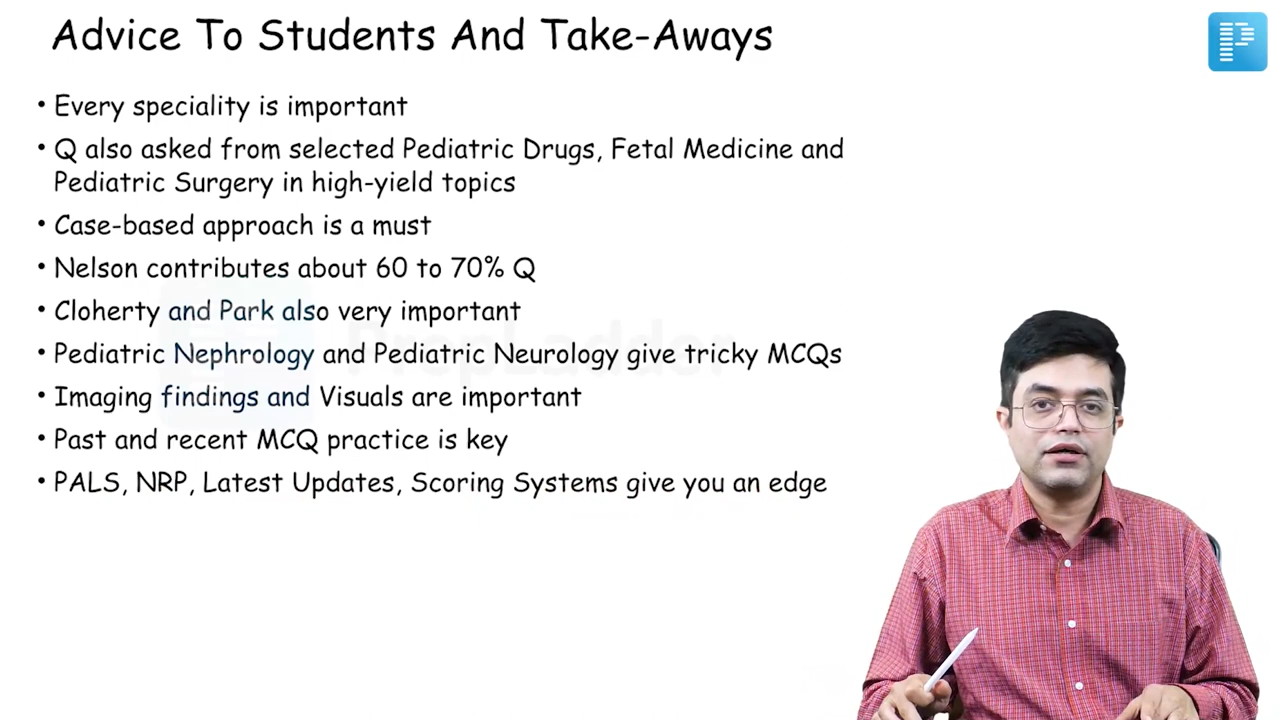 Advice To Students And Take-Aways
• Every speciality is important
• Q also asked from selected Pediatric Drugs, Fetal Medicine and
Pediatric Surgery in high-yield topics
• Case-based approach is a must
• Nelson contributes about 60 to 70% Q
• Cloherty and Park also very important
• Pediatric Nephrology and Pediatric Neurology give tricky MCQs
• Imaging findings and Visuals are important
• Past and recent MCQ practice is key
• PALS, NRP, Latest Updates, Scoring Systems give you an edge
PrepLadder